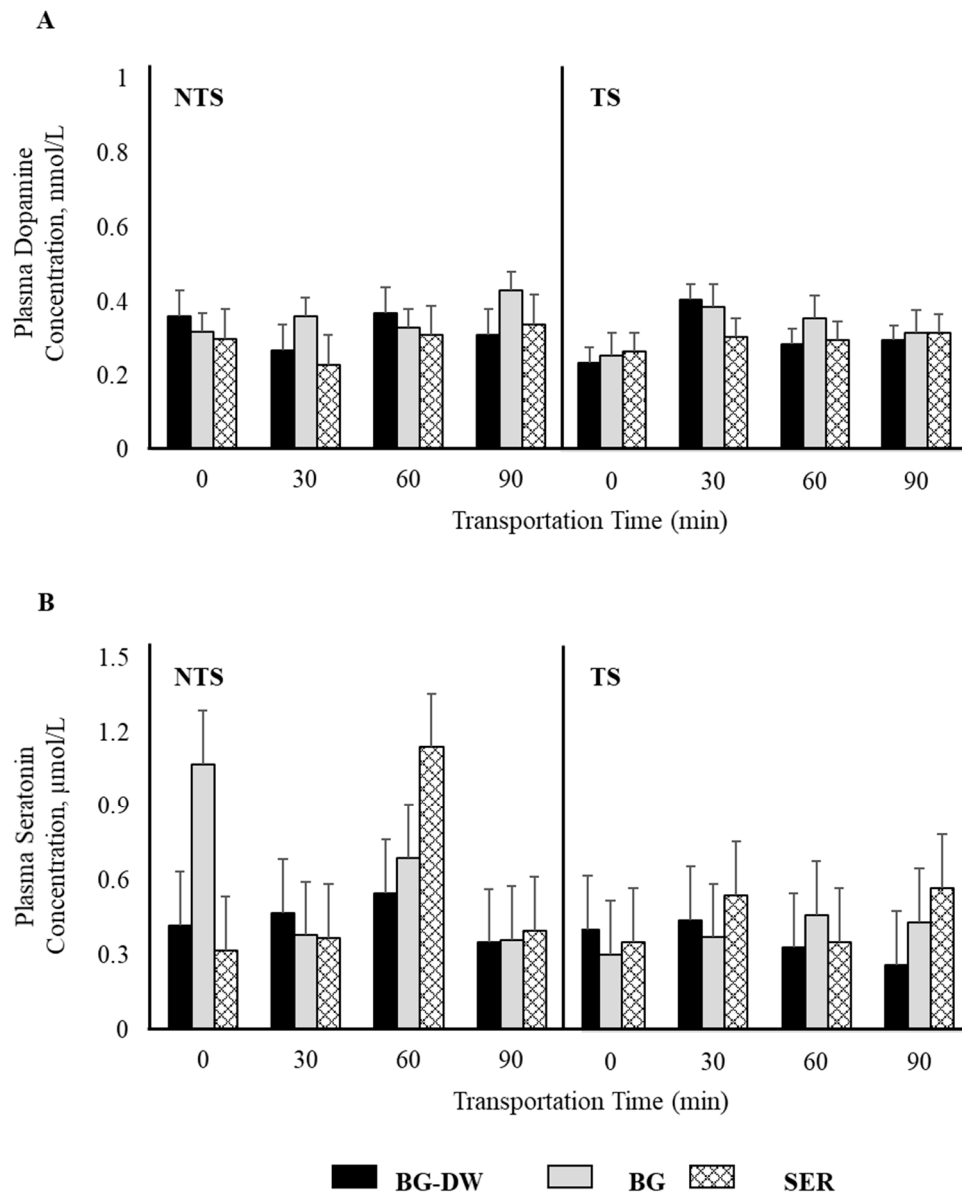 A
NTS
TS
Plasma Dopamine
Concentration, nmol/L
1
0.8
0.6
0.4
0.2
0
0 30 60 90 0 30 60 90
Transportation Time (min)
B
NTS
TS
Plasma Seratonin
Concentration, µmol/L
1.5
1.2
0.9
0.6
0.3
0
0 30 60 90 0 30 60 90
Transportation Time (min)
BG-DW BG SER